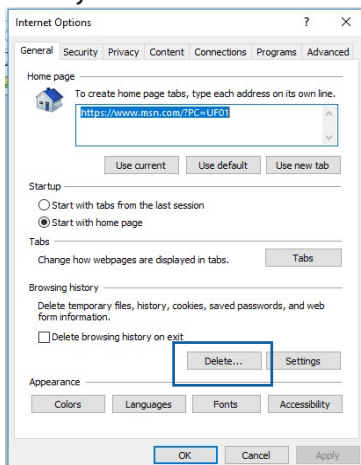 Internet Options ? ×
General Security Privacy Content Connections Programs Advanced
Home page
To create home page tabs, type each address on its own line.
https://www.msn.com/?PC=UF01
Use current Use default Use new tab
Startup
Start with tabs from the last session
Start with home page
Tabs
Change how webpages are displayed in tabs. Tabs
Browsing history
Delete temporary files, history, cookies, saved passwords, and web
form information.
Delete browsing history on exit
Delete... Settings
Appearance
Colors Languages Fonts Accessibility
OK Cancel Apply